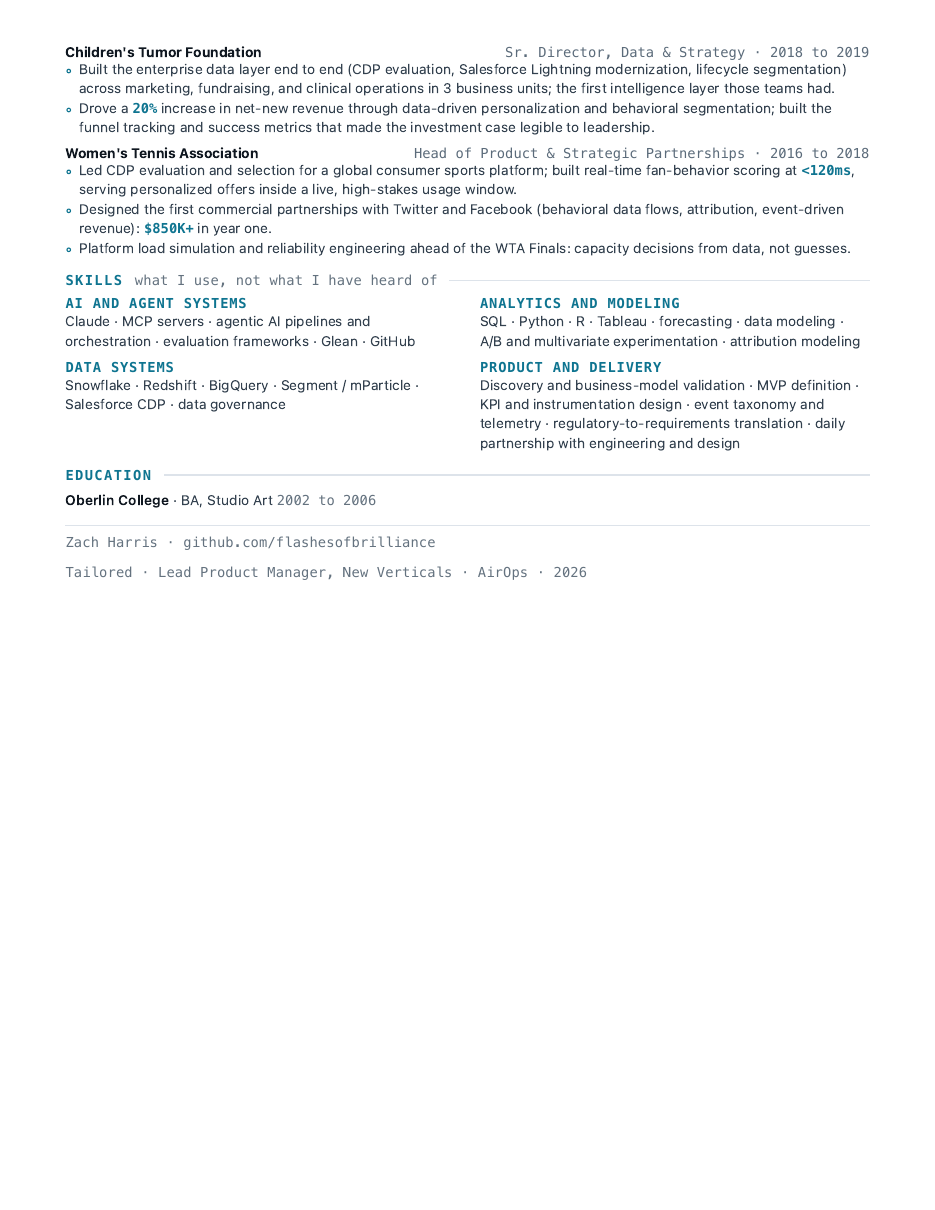 Children's Tumor Foundation Sr. Director, Data & Strategy · 2018 to 2019
Built the enterprise data layer end to end (CDP evaluation, Salesforce Lightning modernization, lifecycle segmentation)
across marketing, fundraising, and clinical operations in 3 business units; the first intelligence layer those teams had.
Drove a 20% increase in net-new revenue through data-driven personalization and behavioral segmentation; built the
funnel tracking and success metrics that made the investment case legible to leadership.
Women's Tennis Association Head of Product & Strategic Partnerships · 2016 to 2018
Led CDP evaluation and selection for a global consumer sports platform; built real-time fan-behavior scoring at <120ms,
serving personalized offers inside a live, high-stakes usage window.
Designed the first commercial partnerships with Twitter and Facebook (behavioral data flows, attribution, event-driven
revenue): $850K+ in year one.
Platform load simulation and reliability engineering ahead of the WTA Finals: capacity decisions from data, not guesses.
SKILLS what I use, not what I have heard of
AI AND AGENT SYSTEMS
Claude · MCP servers · agentic AI pipelines and
orchestration · evaluation frameworks · Glean · GitHub
DATA SYSTEMS
Snowflake · Redshift · BigQuery · Segment / mParticle ·
Salesforce CDP · data governance
ANALYTICS AND MODELING
SQL · Python · R · Tableau · forecasting · data modeling ·
A/B and multivariate experimentation · attribution modeling
PRODUCT AND DELIVERY
Discovery and business-model validation · MVP definition ·
KPI and instrumentation design · event taxonomy and
telemetry · regulatory-to-requirements translation · daily
partnership with engineering and design
EDUCATION
Oberlin College · BA, Studio Art 2002 to 2006
Zach Harris · github.com/flashesofbrilliance
Tailored · Lead Product Manager, New Verticals · AirOps · 2026